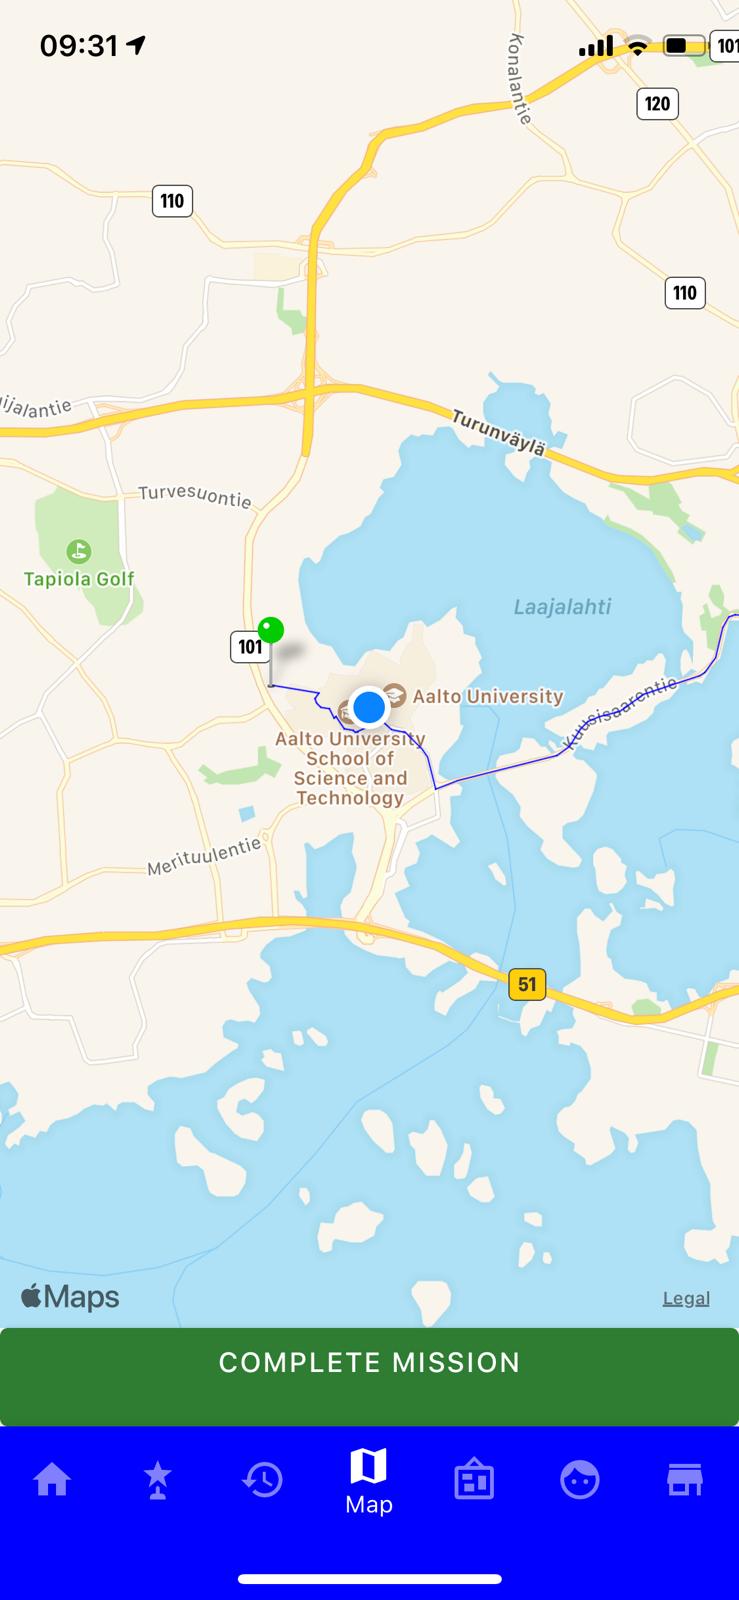 09:31
101
Konalantie
120
110
110
Turunväylä
Turvesuontie
Tapiola Golf
Laajalahti
101
Aalto University
Kuusisaarentie
Aalto University
School of
Science and
Technology
Merituulentie
51
Maps
Legal
COMPLETE MISSION
Map